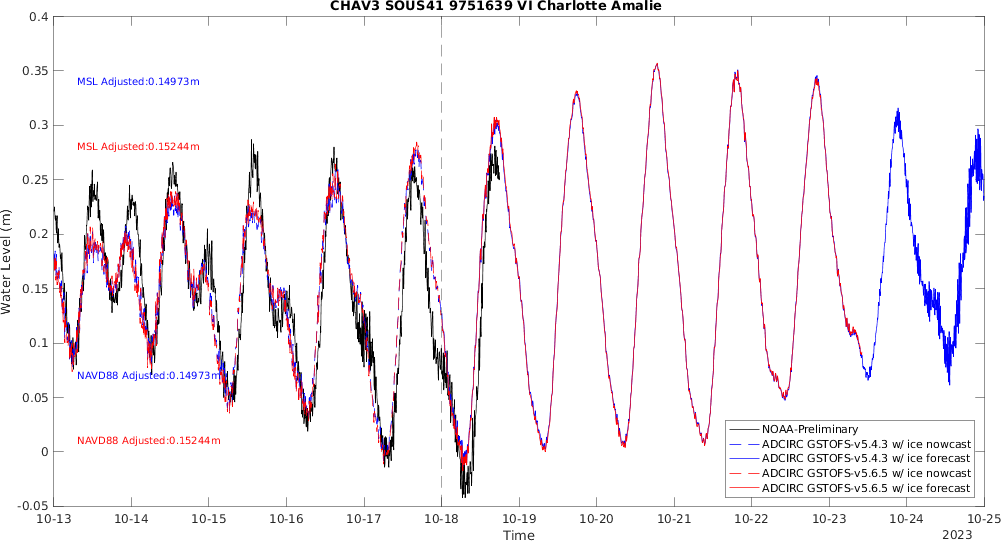 CHAV3 SOUS41 9751639 VI Charlotte Amalie
0.4
0.35
0.3
0.25
0.2
0.15
0.1
0.05
0
-0.05
Water Level (m)
MSL Adjusted:0.14973m
MSL Adjusted:0.15244m
NAVD88 Adjusted:0.14973m
NAVD88 Adjusted:0.15244m
NOAA-Preliminary
ADCIRC GSTOFS-v5.4.3 w/ ice nowcast
ADCIRC GSTOFS-v5.4.3 w/ ice forecast
ADCIRC GSTOFS-v5.6.5 w/ ice nowcast
ADCIRC GSTOFS-v5.6.5 w/ ice forecast
10-13 10-14 10-15 10-16 10-17 10-18 10-19 10-20 10-21 10-22 10-23 10-24 10-25
Time
2023